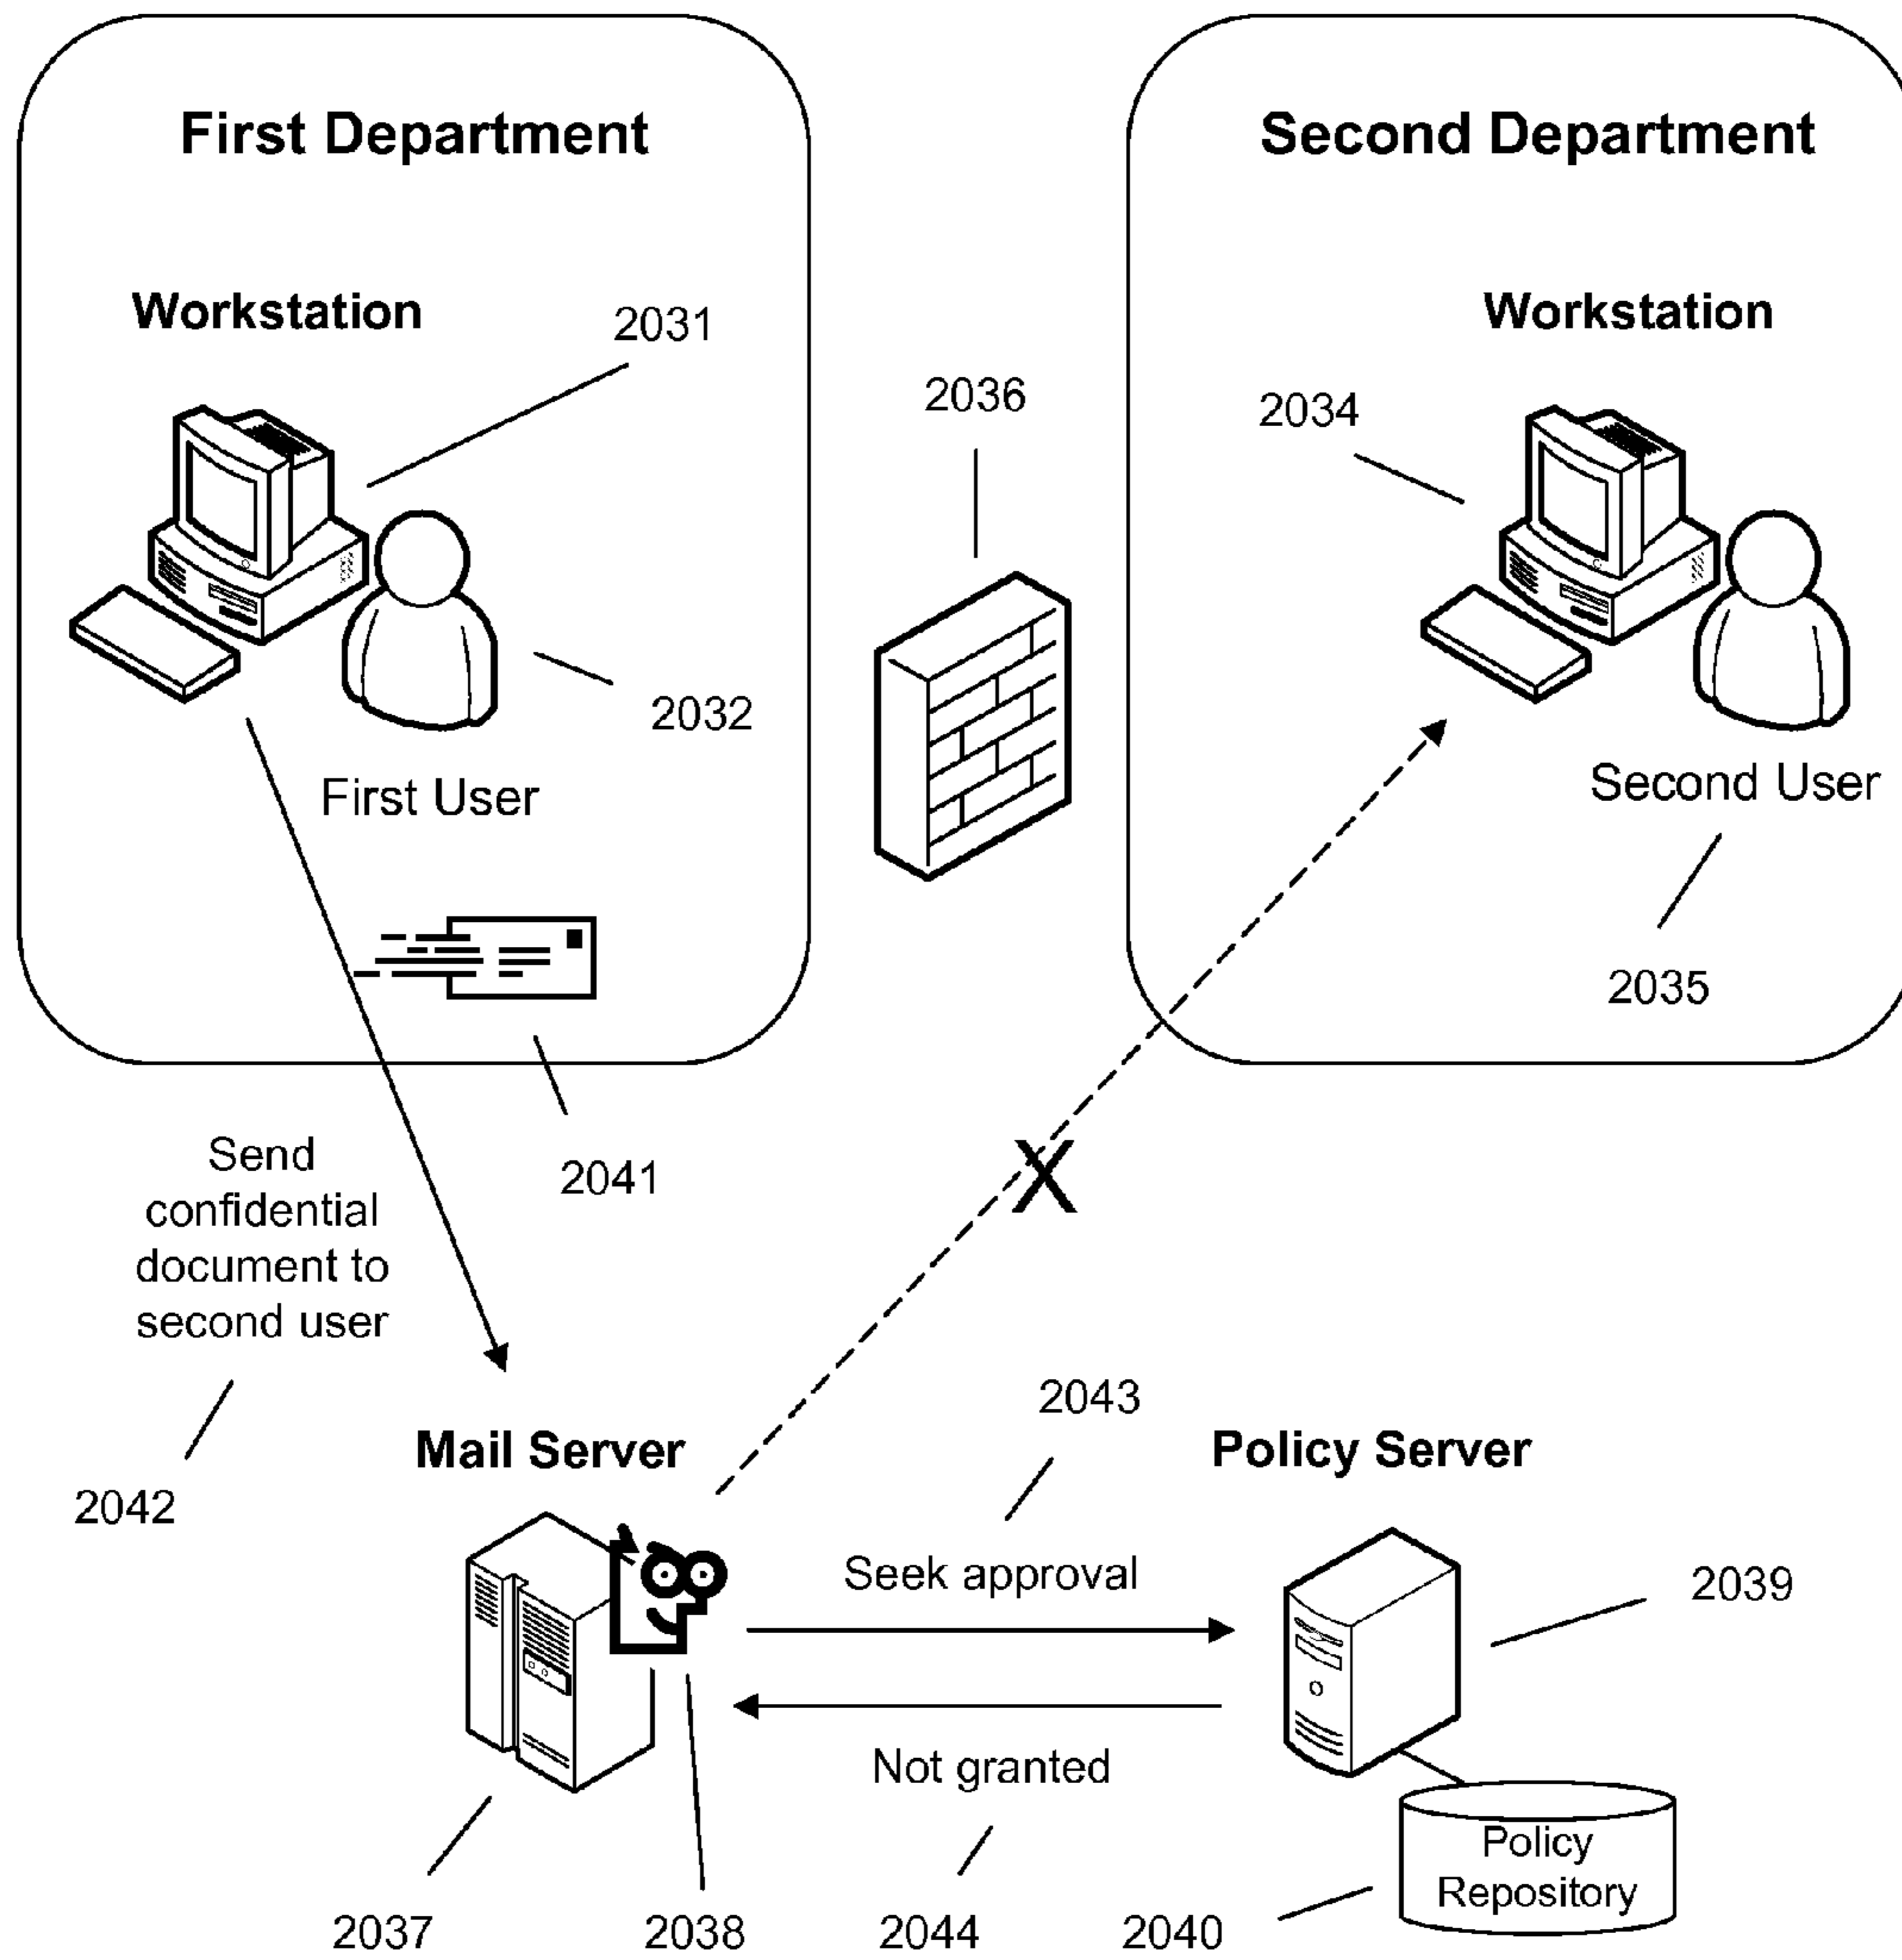 First Department
Second Department
Workstation
2031
2036
Workstation
2034
2032
First User
Second User
2035
2041
Send
confidential
document to
second user
X
2042
2043
Mail Server
Policy Server
Seek approval
2039
Not granted
Policy
Repository
2037
2038
2044
2040